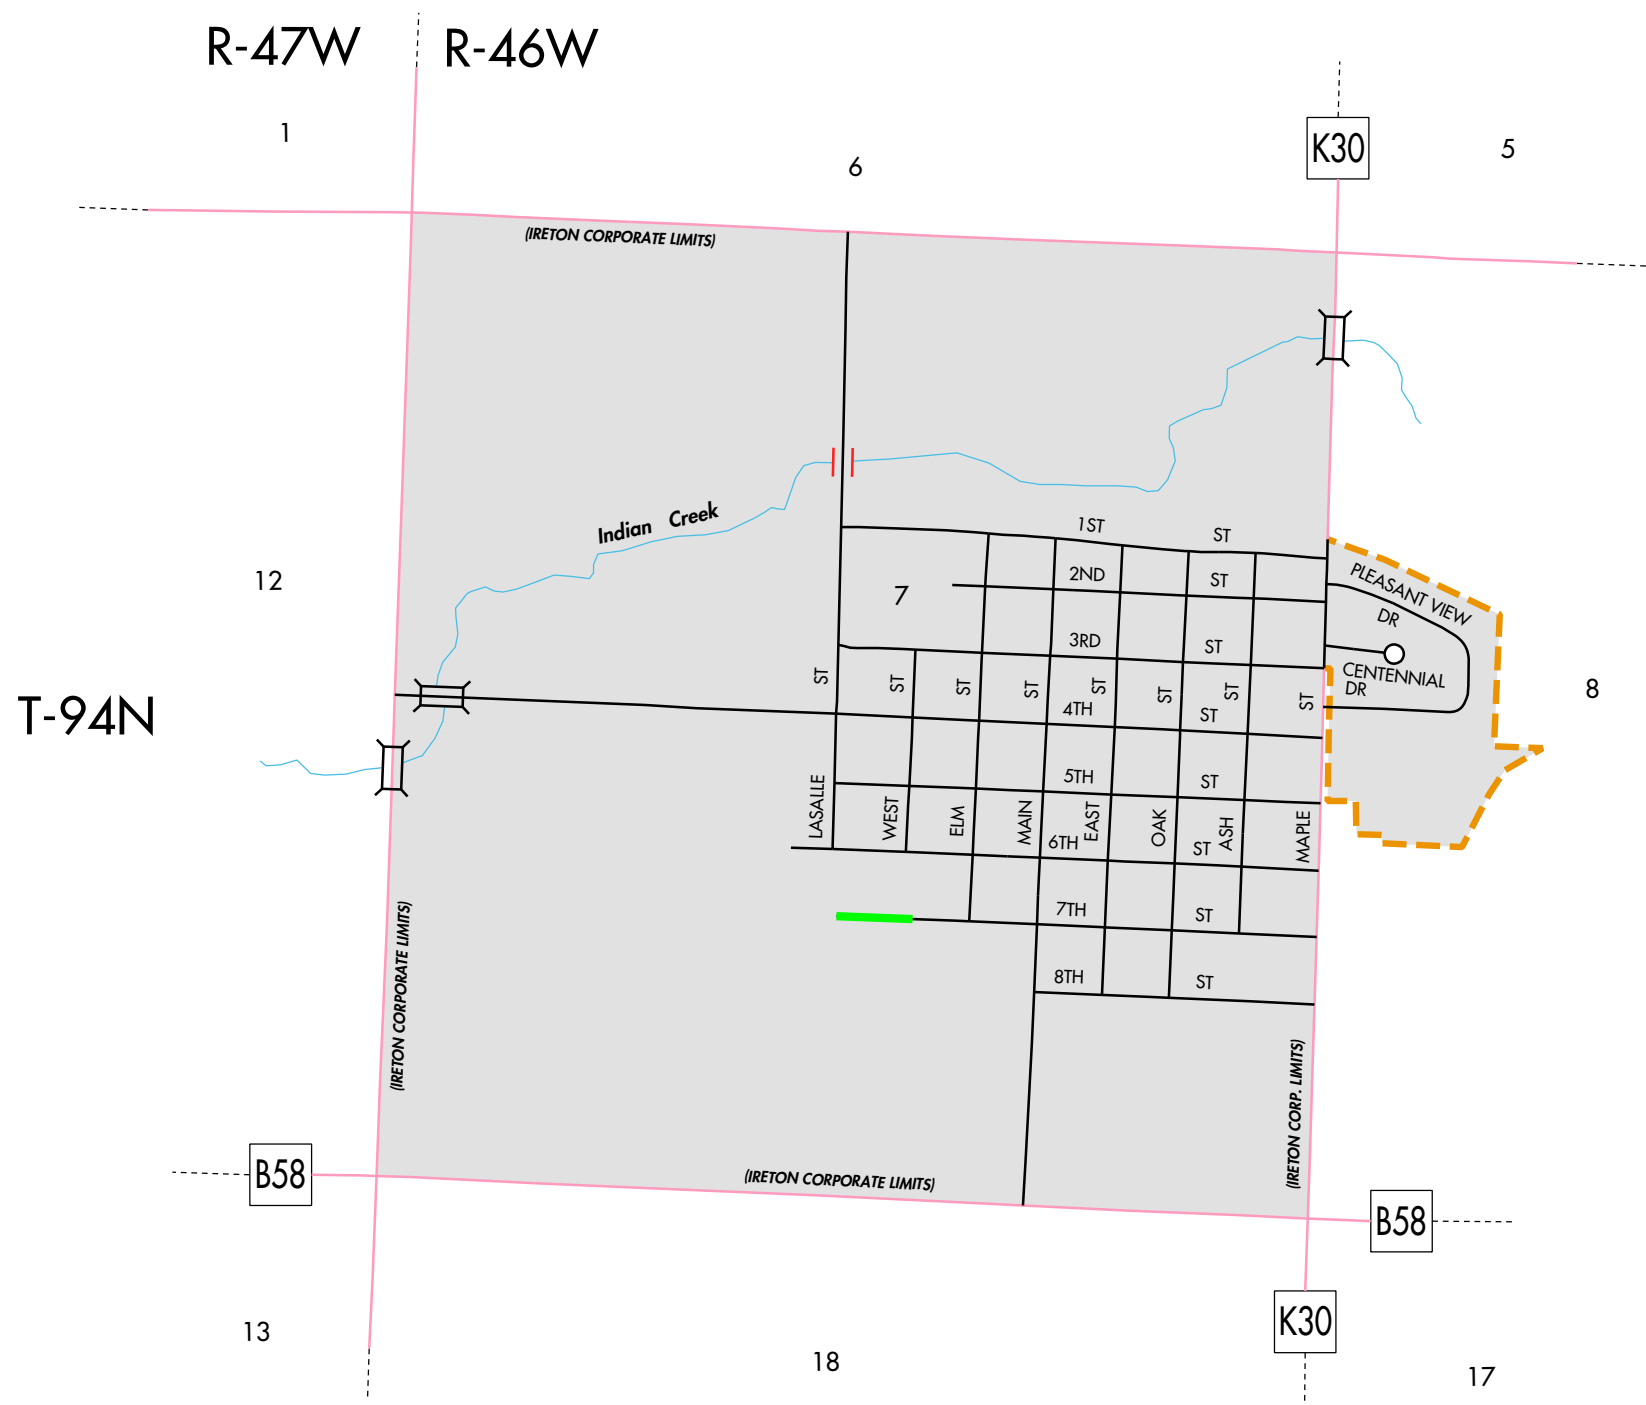 R-47W
R-46W
1
6
K30
5
(IRETON CORPORATE LIMITS)
Indian Creek
1ST ST
12
7
2ND ST
PLEASANT VIEW
DR
3RD ST
CENTENNIAL
DR
T-94N
8
4TH ST
5TH ST
LASALLE ST
WEST ST
ELM ST
MAIN ST
EAST ST
OAK ST
ASH ST
MAPLE ST
6TH ST
7TH ST
8TH ST
(IRETON CORPORATE LIMITS)
(IRETON CORP. LIMITS)
B58
(IRETON CORPORATE LIMITS)
B58
13
18
K30
17